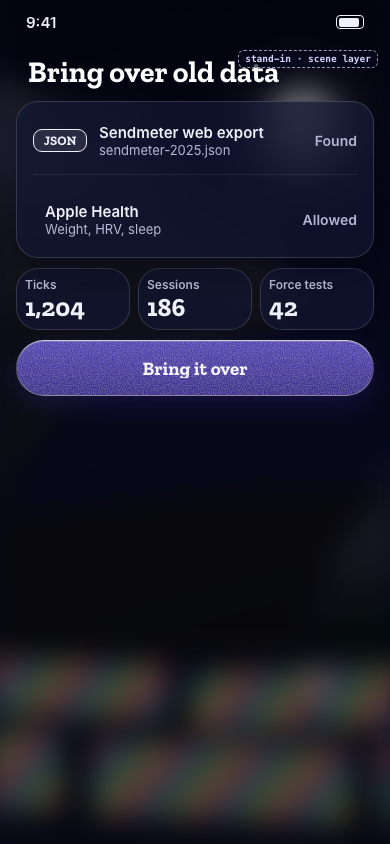 9:41
stand-in · scene layer
Bring over old data
JSON
Sendmeter web export
sendmeter-2025.json
Found
Apple Health
Weight, HRV, sleep
Allowed
Ticks
1,204
Sessions
186
Force tests
42
Bring it over